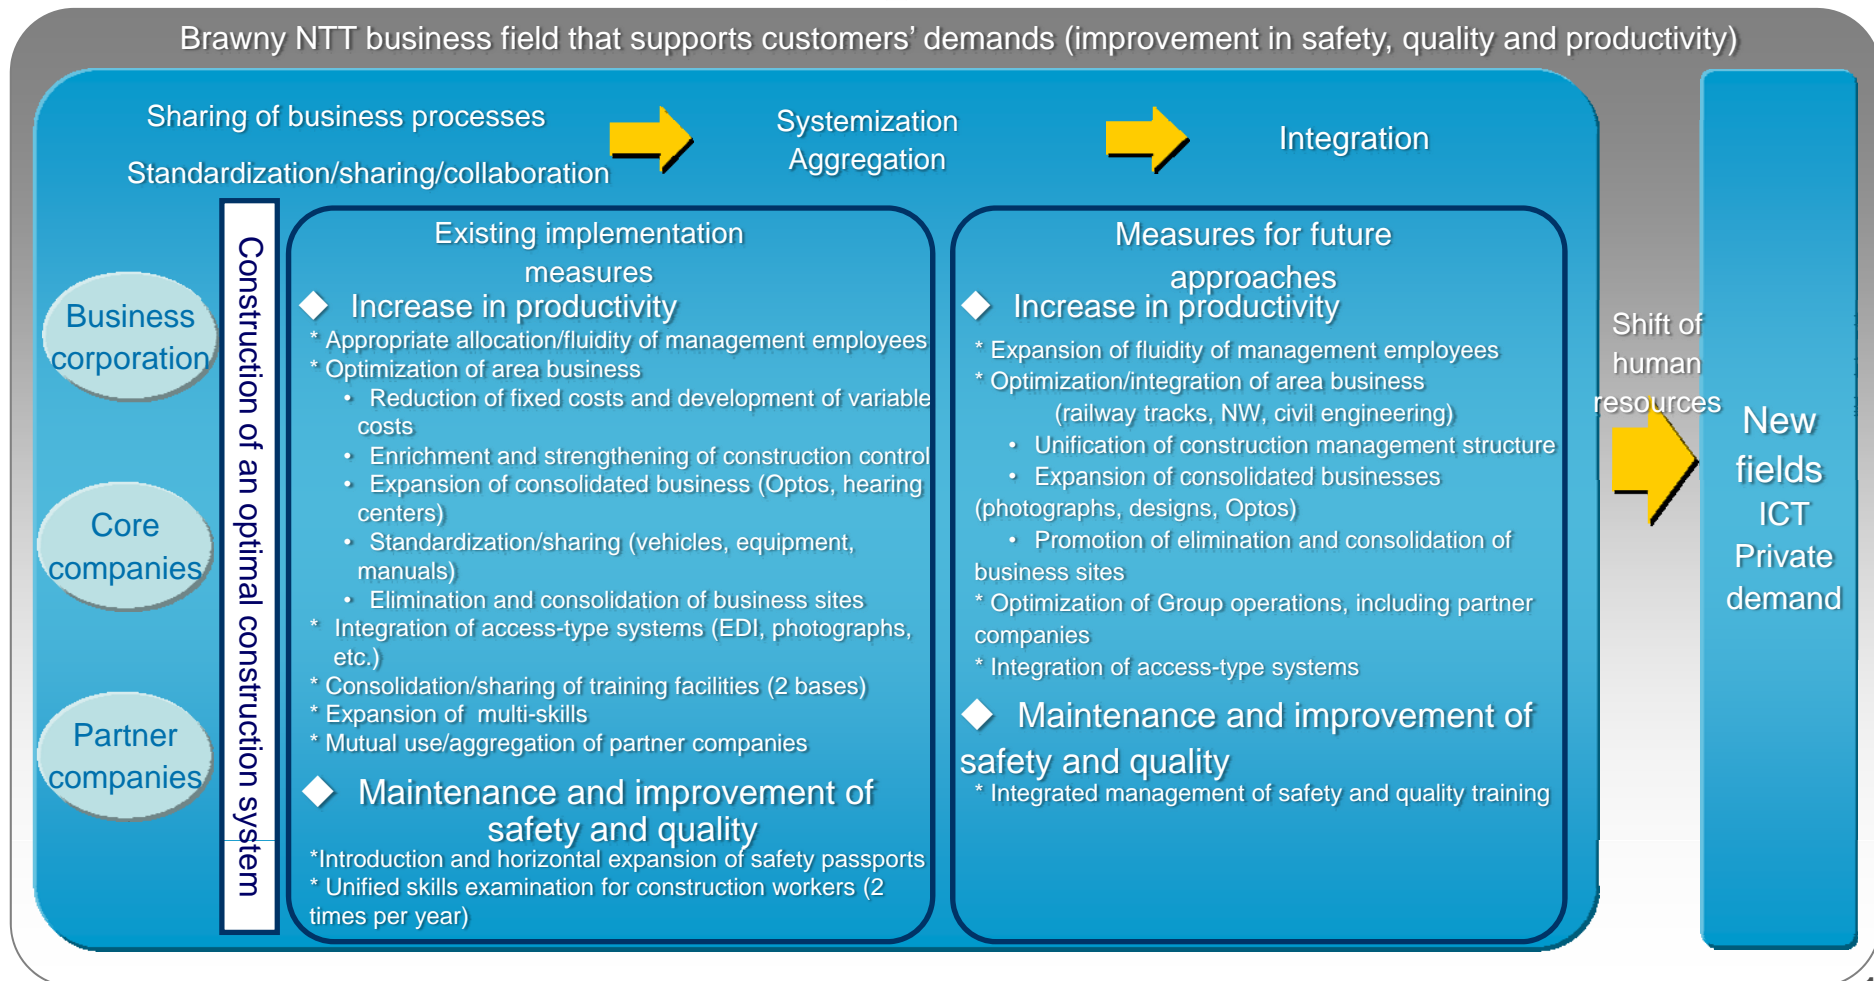 Brawny NTT business field that supports customers’ demands (improvement in safety, quality and productivity)
Sharing of business processes
Standardization/sharing/collaboration
Systemization
Aggregation
Integration
Business
corporation
Core
companies
Partner
companies
Construction of an optimal construction system
Existing implementation
measures
◆ Increase in productivity
* Appropriate allocation/fluidity of management employees
* Optimization of area business
• Reduction of fixed costs and development of variable
costs
• Enrichment and strengthening of construction control
• Expansion of consolidated business (Optos, hearing
centers)
• Standardization/sharing (vehicles, equipment,
manuals)
• Elimination and consolidation of business sites
* Integration of access-type systems (EDI, photographs,
etc.)
* Consolidation/sharing of training facilities (2 bases)
* Expansion of multi-skills
* Mutual use/aggregation of partner companies
◆ Maintenance and improvement of
safety and quality
*Introduction and horizontal expansion of safety passports
* Unified skills examination for construction workers (2
times per year)
Measures for future
approaches
◆ Increase in productivity
* Expansion of fluidity of management employees
* Optimization/integration of area business
(railway tracks, NW, civil engineering)
• Unification of construction management structure
• Expansion of consolidated businesses
(photographs, designs, Optos)
• Promotion of elimination and consolidation of
business sites
* Optimization of Group operations, including partner
companies
* Integration of access-type systems
◆ Maintenance and improvement of
safety and quality
* Integrated management of safety and quality training
Shift of
human
resources
New
fields
ICT
Private
demand